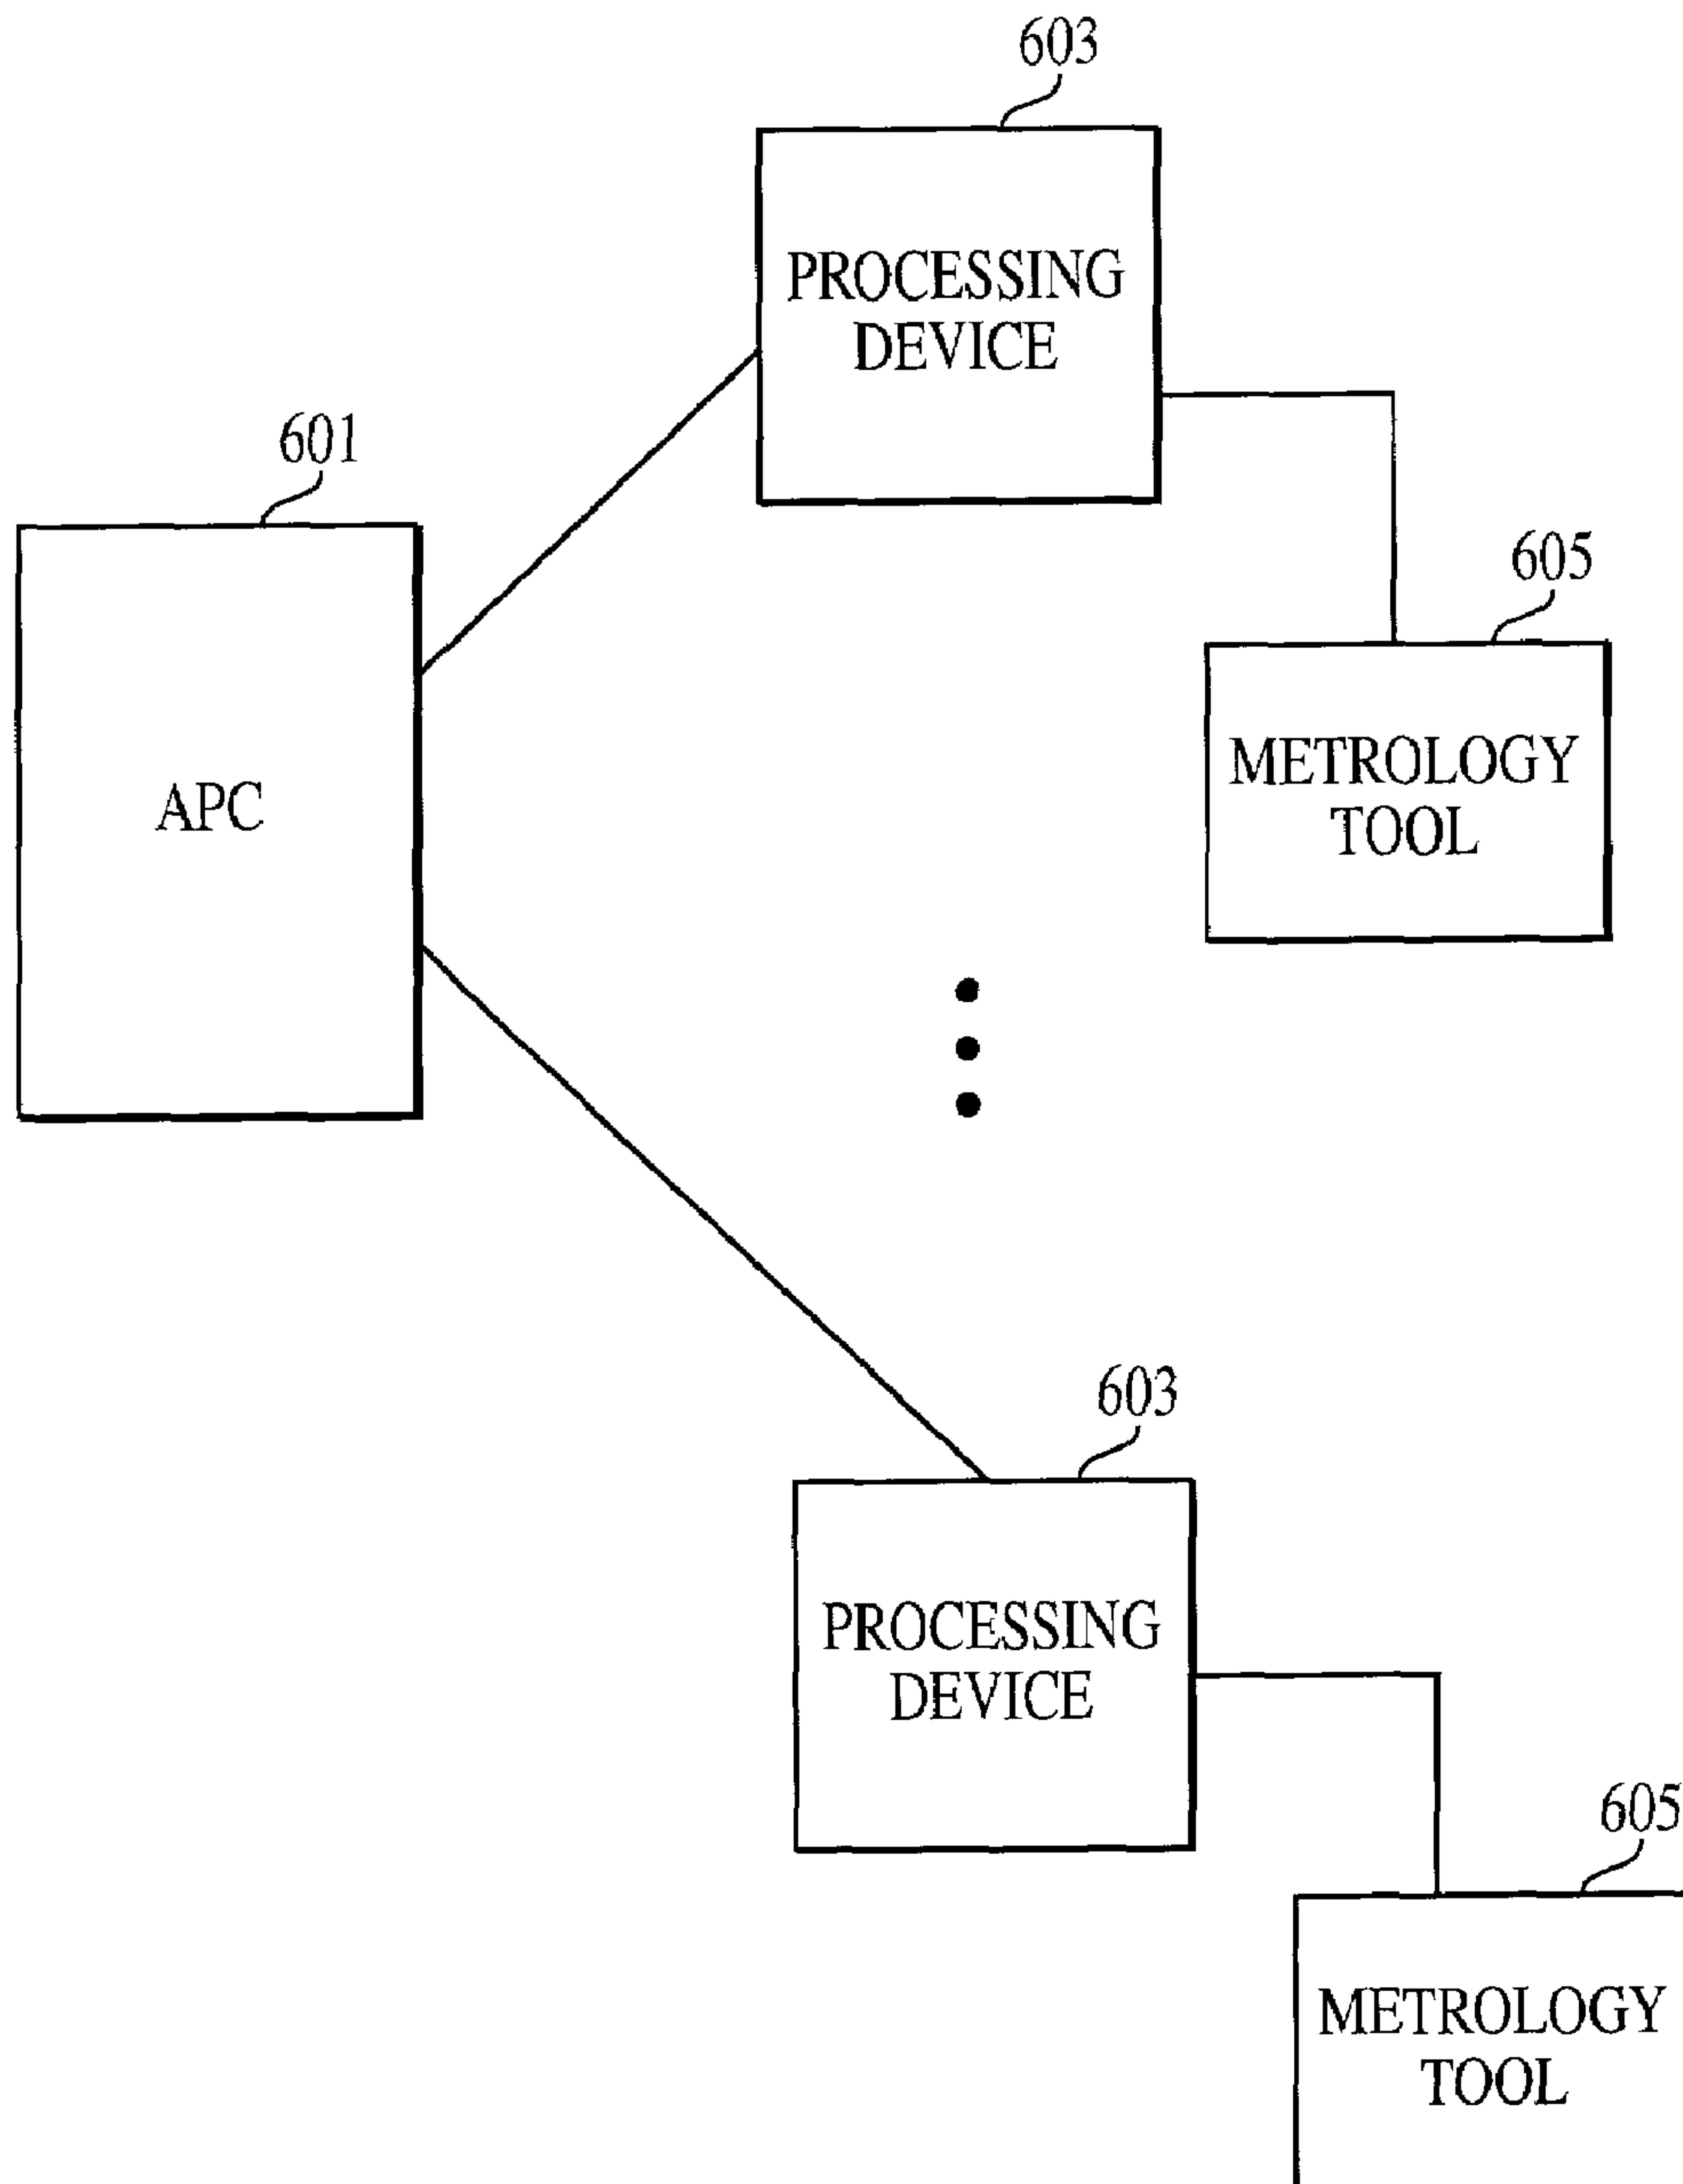 603
PROCESSING
DEVICE
601
APC
605
METROLOGY
TOOL
603
PROCESSING
DEVICE
605
METROLOGY
TOOL